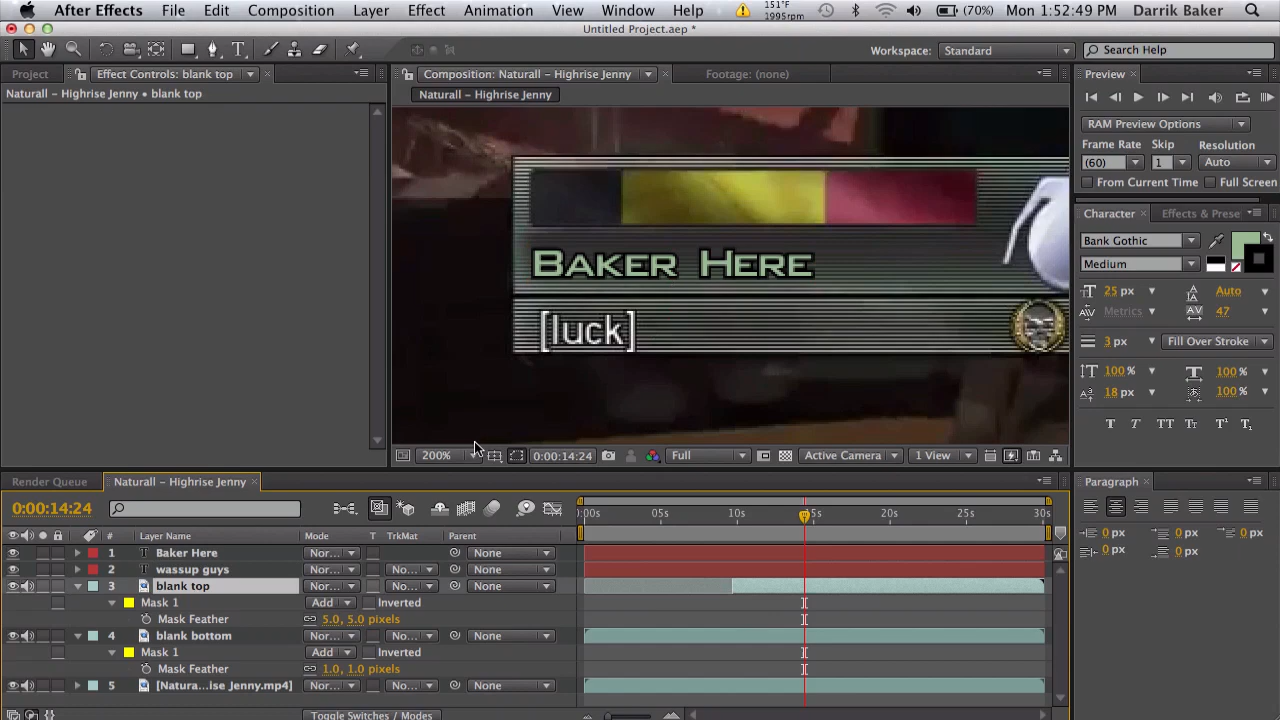 After Effects File Edit Composition Layer Effect Animation View Window Help 151°F 1995rpm (70%) Mon 1:52:49 PM Darrik Baker
Untitled Project.aep *
Workspace: Standard Search Help
Project Effect Controls: blank top Composition: Naturall – Highrise Jenny Footage: (none) Preview
Naturall – Highrise Jenny • blank top Naturall – Highrise Jenny
RAM Preview Options
Frame Rate Skip Resolution
(60) 1 Auto
From Current Time Full Screen
Character Effects & Prese
Bank Gothic
Medium
Baker Here
[luck]
25 px Auto
Metrics 47
3 px Fill Over Stroke
100 % 100 %
18 px 100 %
T T TT Tr T¹ T₁
200% 0:00:14:24 Full Active Camera 1 View
Render Queue Naturall – Highrise Jenny Paragraph
0:00:14:24 :00s 05s 10s 15s 20s 25s 30s
# Layer Name Mode T TrkMat Parent
1 T Baker Here Nor... None
2 T wassup guys Nor... No... None
3 blank top Nor... No... None
Mask 1 Add Inverted
Mask Feather 5.0, 5.0 pixels
4 blank bottom Nor... No... None
Mask 1 Add Inverted
Mask Feather 1.0, 1.0 pixels
5 [Natura...ise Jenny.mp4] Nor... No... None
Toggle Switches / Modes
0 px 0 px 0 px
0 px 0 px